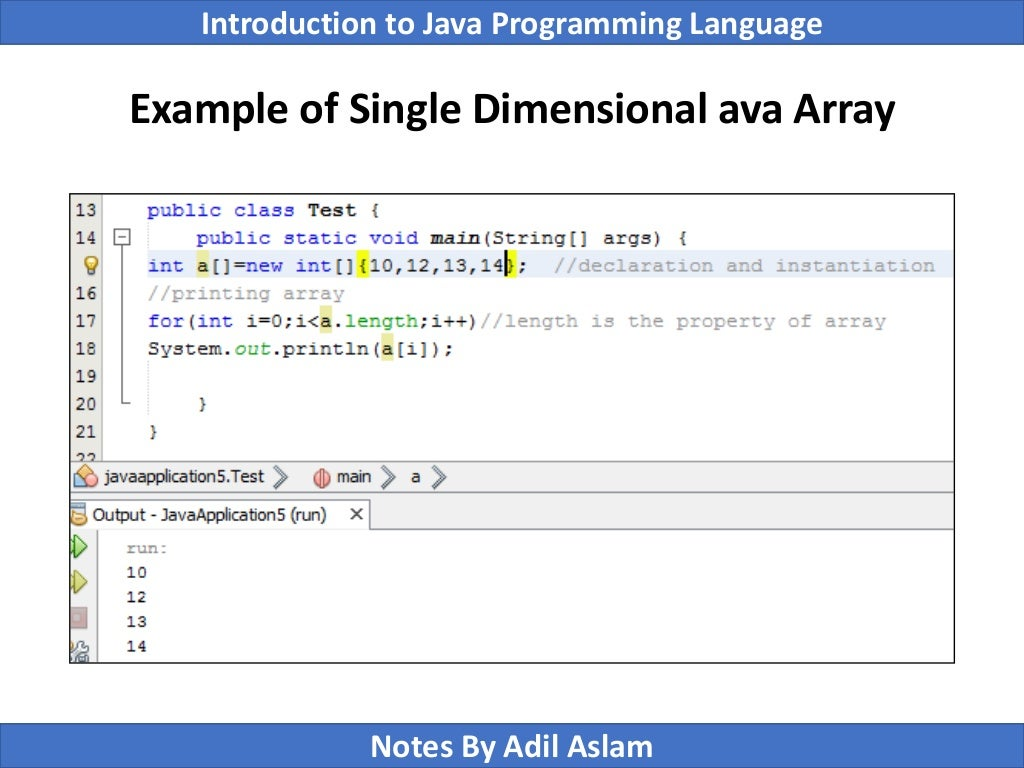 Introduction to Java Programming Language
Example of Single Dimensional ava Array
13 public class Test {
14 public static void main(String[] args) {
int a[]=new int[]{10,12,13,14}; //declaration and instantiation
16 //printing array
17 for(int i=0;i<a.length;i++)//length is the property of array
18 System.out.println(a[i]);
19
20 }
21 }
22
javaapplication5.Test main a
Output - JavaApplication5 (run)
run:
10
12
13
14
Notes By Adil Aslam